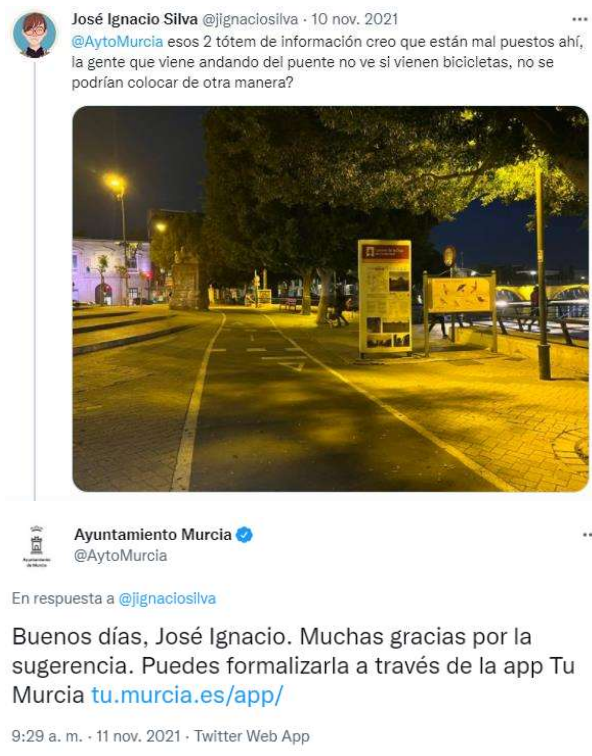 José Ignacio Silva @jignaciosilva · 10 nov. 2021
@AytoMurcia esos 2 tótem de información creo que están mal puestos ahí,
la gente que viene andando del puente no ve si vienen bicicletas, no se
podrían colocar de otra manera?
Ayuntamiento Murcia
@AytoMurcia
Ayuntamiento
de Murcia
En respuesta a @jignaciosilva
Buenos días, José Ignacio. Muchas gracias por la
sugerencia. Puedes formalizarla a través de la app Tu
Murcia tu.murcia.es/app/
9:29 a. m. · 11 nov. 2021 · Twitter Web App